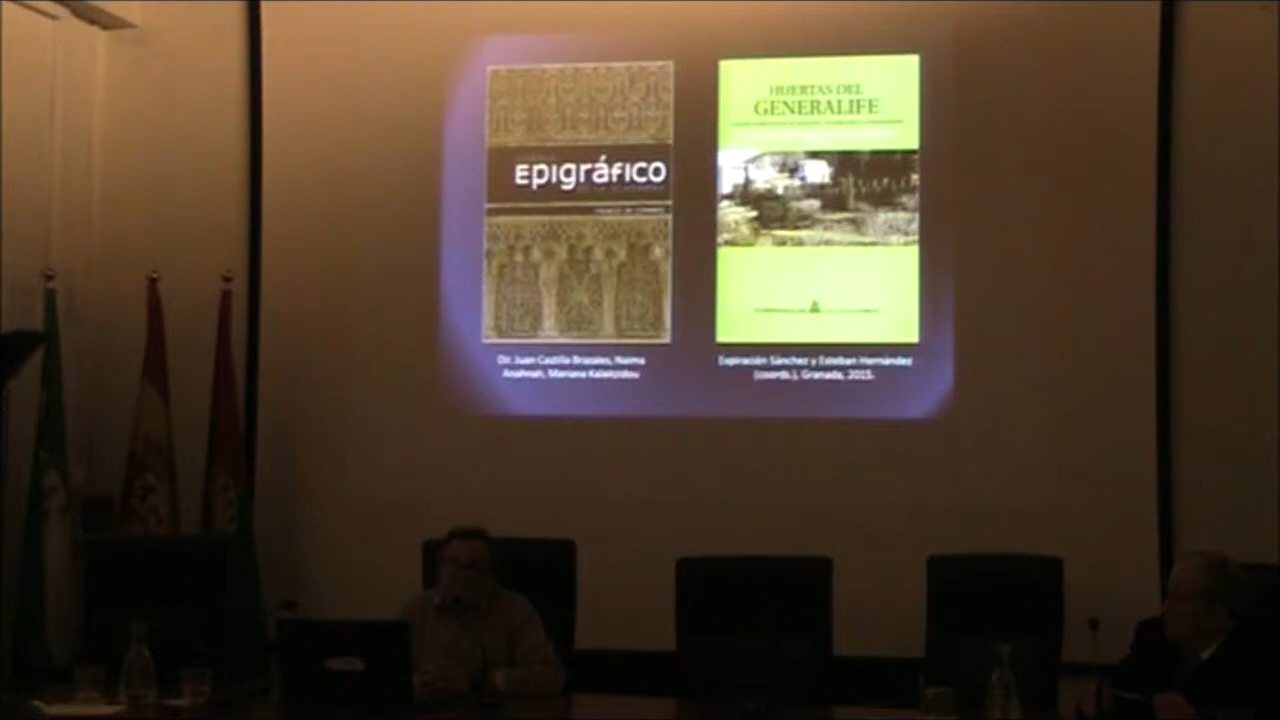 Epigráfico
HUERTAS DEL
GENERALIFE
Dir. Juan Castilla Brazales, Naima
Anahnah, Mariana Kalaitzidou
Expiración Sánchez y Esteban Hernández
(coords.), Granada, 2015.